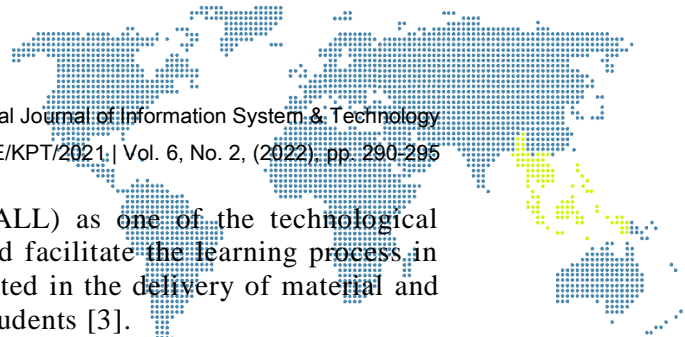 al Journal of Information System & Technology
E/KPT/2021 | Vol. 6, No. 2, (2022), pp. 290-295
ALL) as one of the technological
d facilitate the learning process in
ted in the delivery of material and
udents [3].